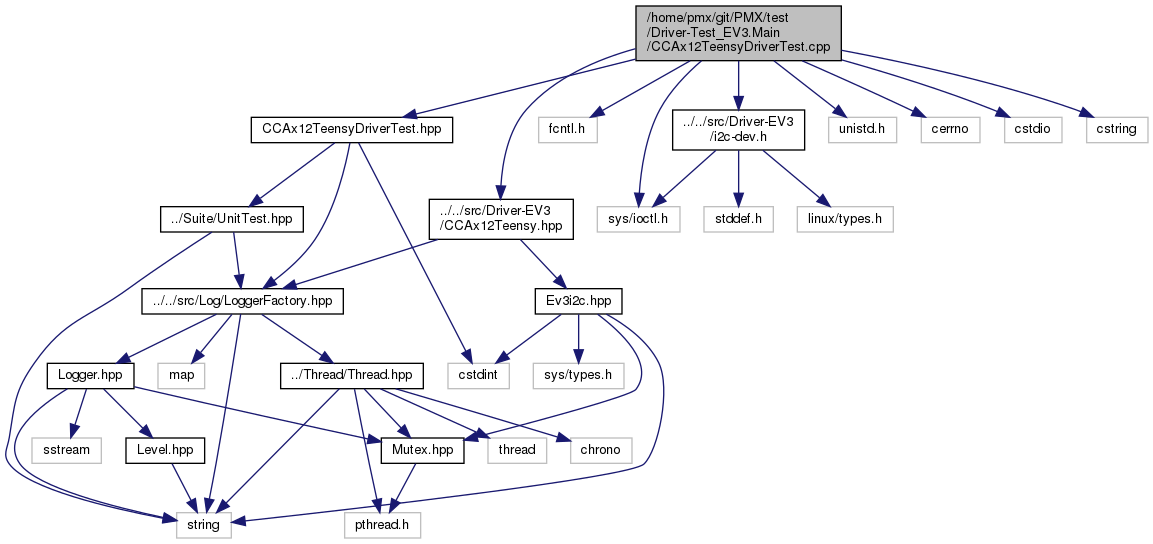 /home/pmx/git/PMX/test
/Driver-Test_EV3.Main
/CCAx12TeensyDriverTest.cpp
CCAx12TeensyDriverTest.hpp
fcntl.h
../../src/Driver-EV3
/i2c-dev.h
unistd.h
cerrno
cstdio
cstring
../Suite/UnitTest.hpp
../../src/Driver-EV3
/CCAx12Teensy.hpp
sys/ioctl.h
stddef.h
linux/types.h
../../src/Log/LoggerFactory.hpp
Ev3i2c.hpp
Logger.hpp
map
../Thread/Thread.hpp
cstdint
sys/types.h
sstream
Level.hpp
Mutex.hpp
thread
chrono
string
pthread.h